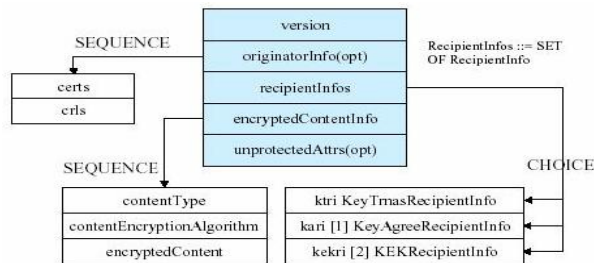 version
SEQUENCE
originatorInfo(opt)
RecipientInfos ::= SET
OF RecipientInfo
certs
recipientInfos
crls
encryptedContentInfo
unprotectedAttrs(opt)
SEQUENCE
CHOICE
contentType
ktri KeyTrnasRecipientInfo
contentEncryptionAlgorithm
kari [1] KeyAgreeRecipientInfo
encryptedContent
kekri [2] KEKRecipientInfo